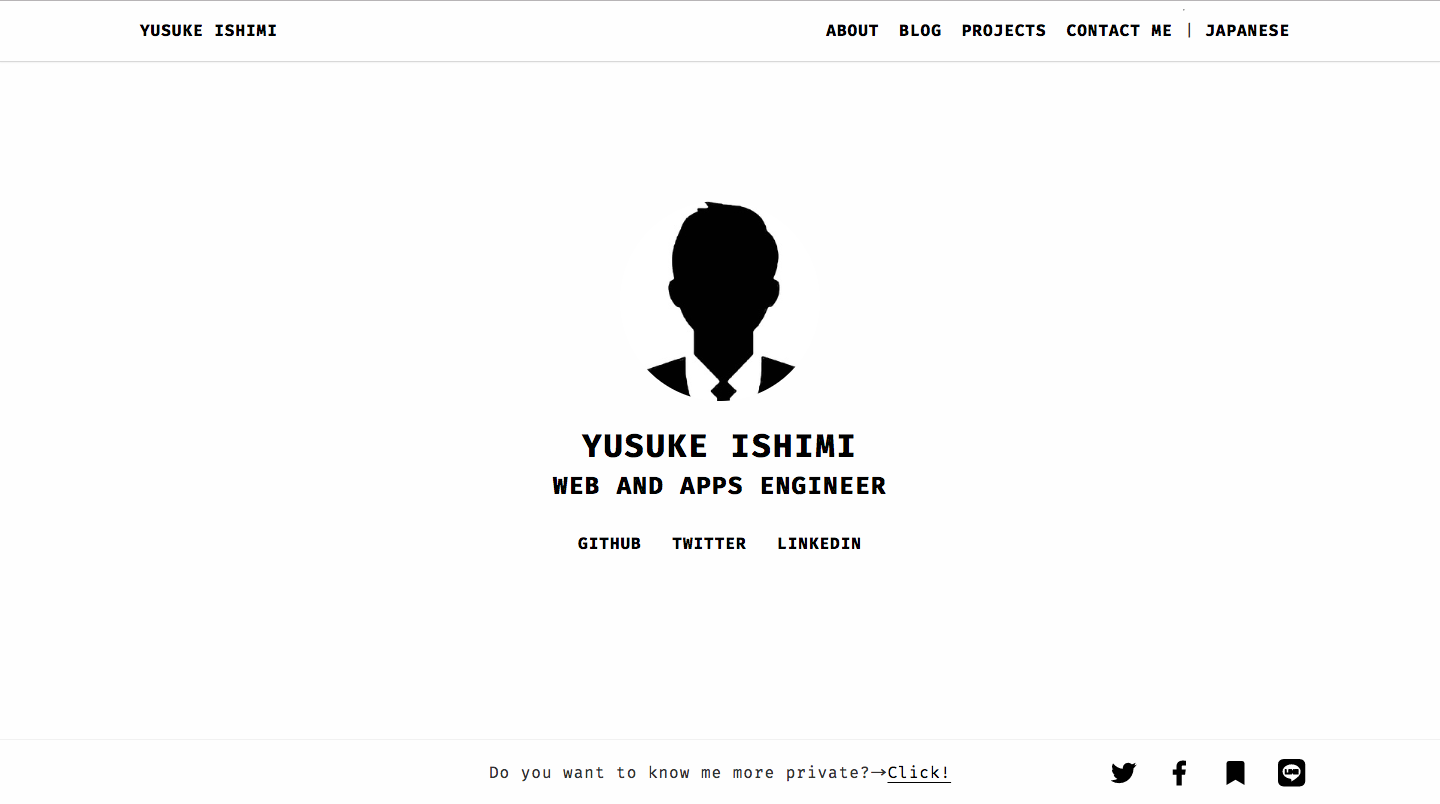 YUSUKE ISHIMI
ABOUT BLOG PROJECTS CONTACT ME | JAPANESE
YUSUKE ISHIMI
WEB AND APPS ENGINEER
GITHUB TWITTER LINKEDIN
Do you want to know me more private?→Click!
LINE